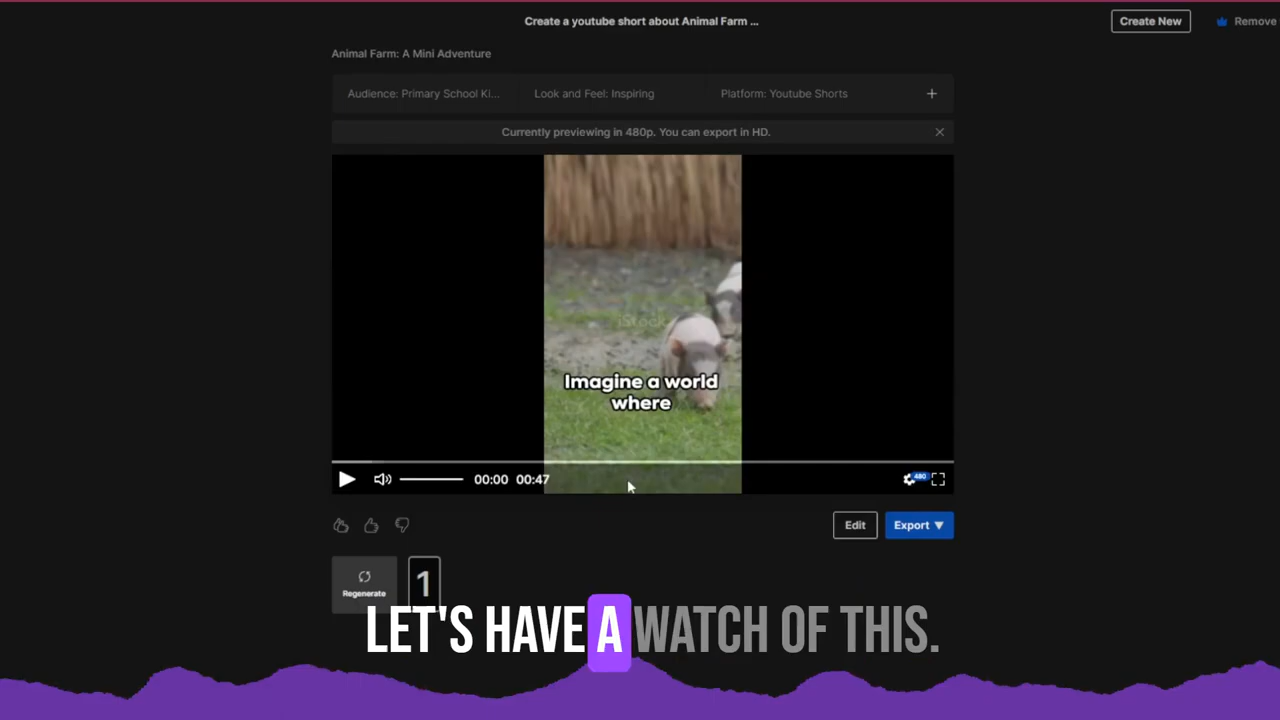 Create a youtube short about Animal Farm ...
Create New
Remove
Animal Farm: A Mini Adventure
Audience: Primary School Ki...
Look and Feel: Inspiring
Platform: Youtube Shorts
+
Currently previewing in 480p. You can export in HD.
iStock
Imagine a world
where
00:00 00:47
480
Edit
Export
Regenerate
1
LET'S HAVE A WATCH OF THIS.